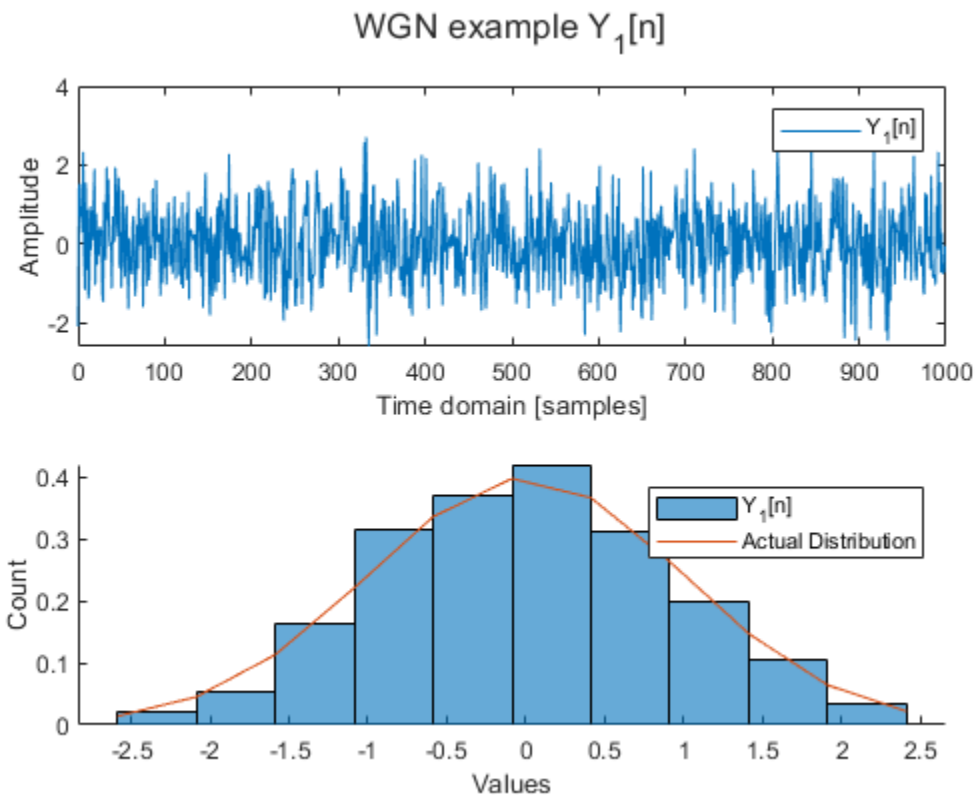 WGN example Y₁[n]
4
2
0
-2
Amplitude
Y₁[n]
0 100 200 300 400 500 600 700 800 900 1000
Time domain [samples]
0.4
0.3
0.2
0.1
0
Count
Y₁[n]
Actual Distribution
-2.5 -2 -1.5 -1 -0.5 0 0.5 1 1.5 2 2.5
Values